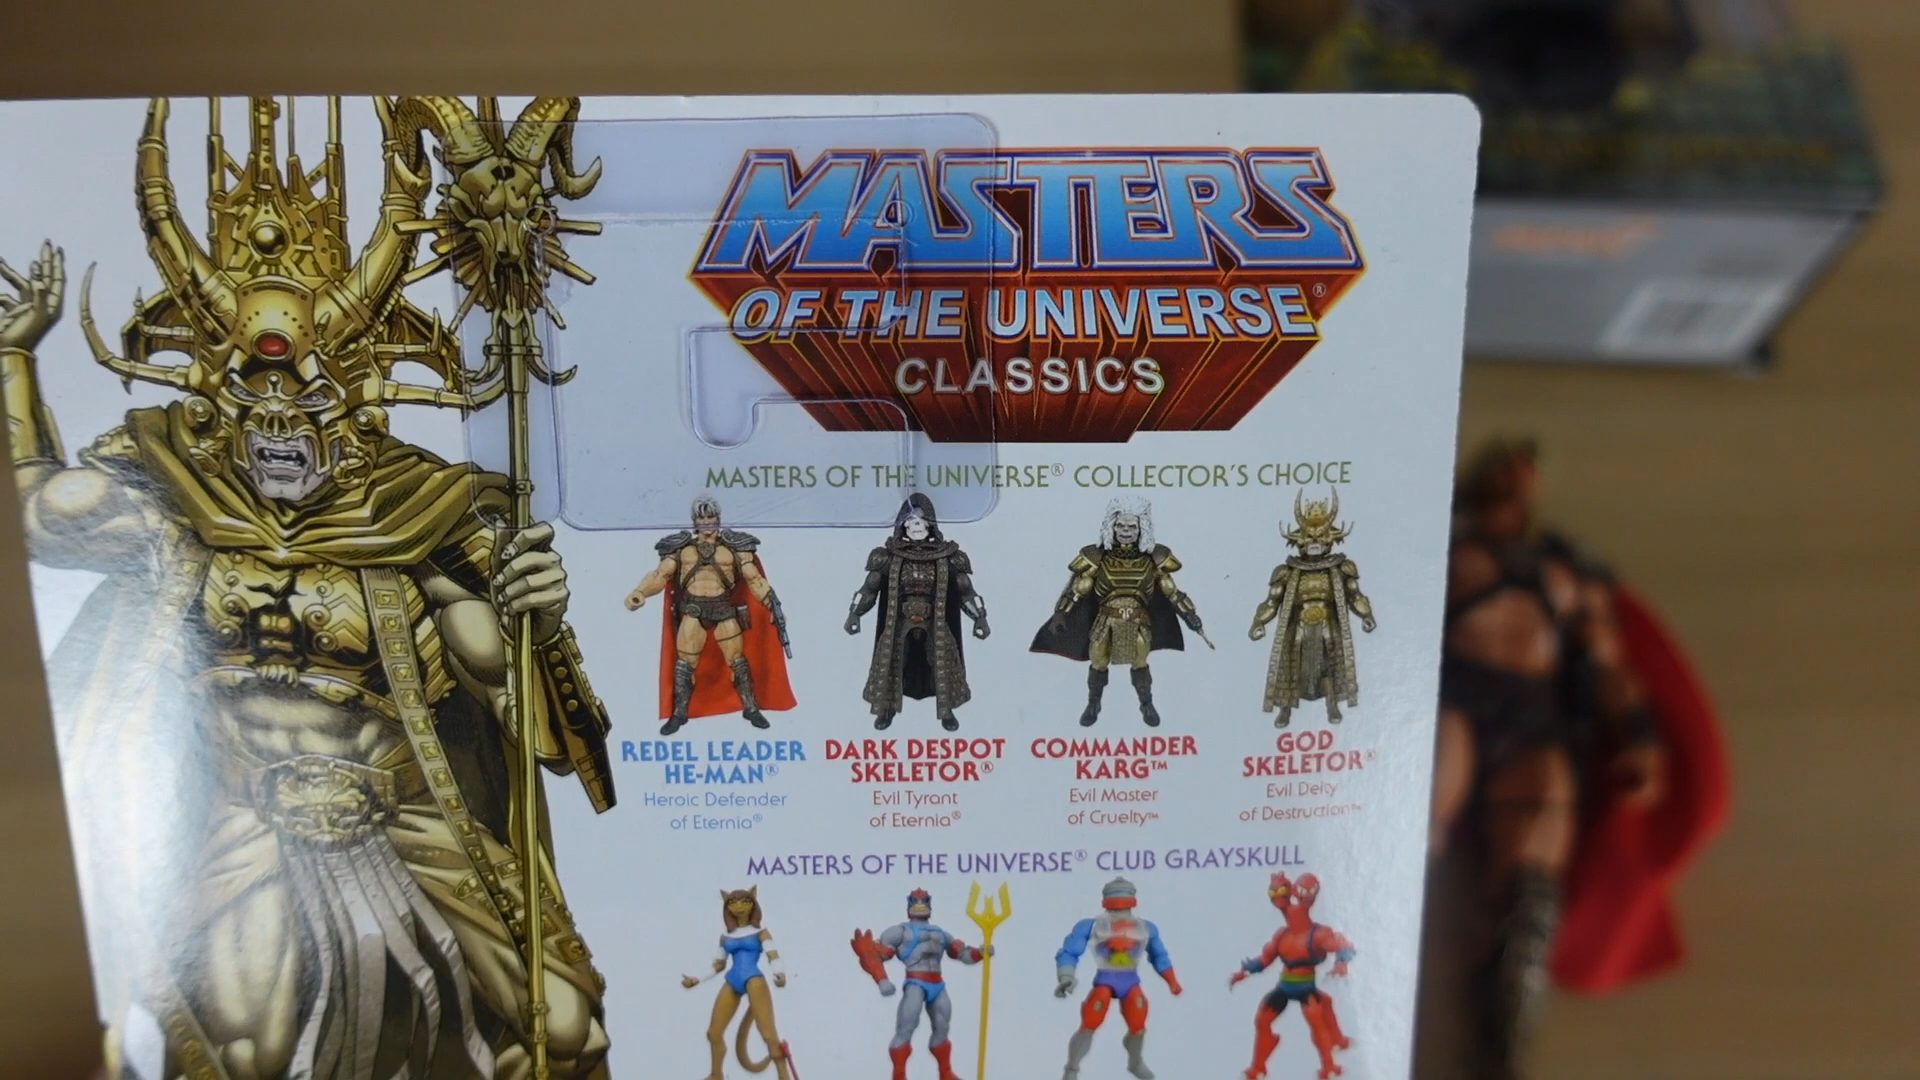 MASTERS
OF THE UNIVERSE®
CLASSICS
MASTERS OF THE UNIVERSE® COLLECTOR'S CHOICE
REBEL LEADER
HE-MAN®
Heroic Defender
of Eternia®
DARK DESPOT
SKELETOR®
Evil Tyrant
of Eternia®
COMMANDER
KARG™
Evil Master
of Cruelty™
GOD
SKELETOR®
Evil Deity
of Destruction™
MASTERS OF THE UNIVERSE® CLUB GRAYSKULL